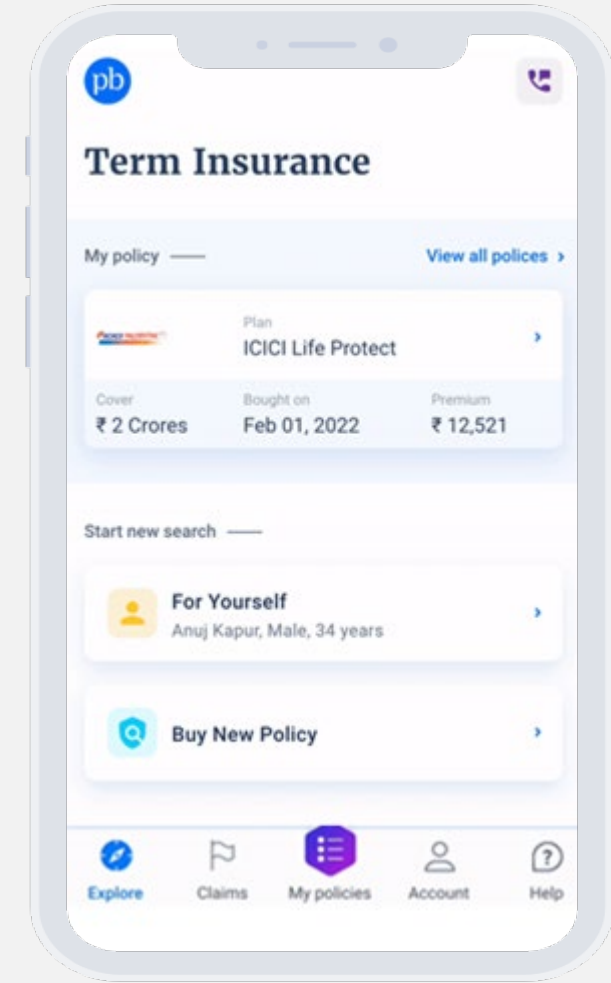 pb
Term Insurance
My policy
View all polices
Plan
ICICI Life Protect
Cover
Bought on
Premium
₹ 2 Crores
Feb 01, 2022
₹ 12,521
Start new search
For Yourself
Anuj Kapur, Male, 34 years
Buy New Policy
Explore
Claims
My policies
Account
Help